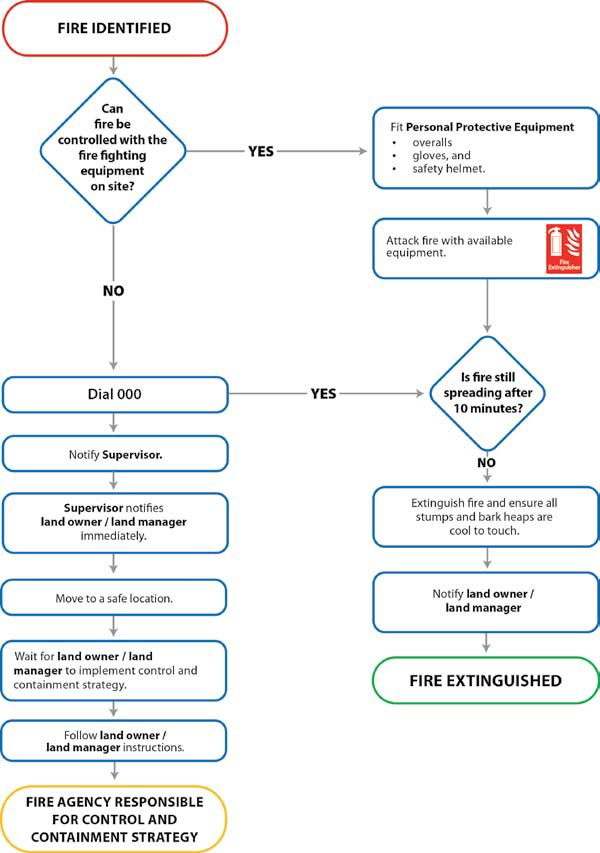 FIRE IDENTIFIED
Can
fire be
controlled with the
fire fighting
equipment
on site?
YES
Fit Personal Protective Equipment
• overalls
• gloves, and
• safety helmet.
Attack fire with available
equipment.
Fire
Extinguisher
NO
Dial 000
YES
Is fire still
spreading after
10 minutes?
NO
Notify Supervisor.
Supervisor notifies
land owner / land manager
immediately.
Move to a safe location.
Wait for land owner / land
manager to implement control and
containment strategy.
Follow land owner /
land manager instructions.
FIRE AGENCY RESPONSIBLE
FOR CONTROL AND
CONTAINMENT STRATEGY
Extinguish fire and ensure all
stumps and bark heaps are
cool to touch.
Notify land owner /
land manager
FIRE EXTINGUISHED